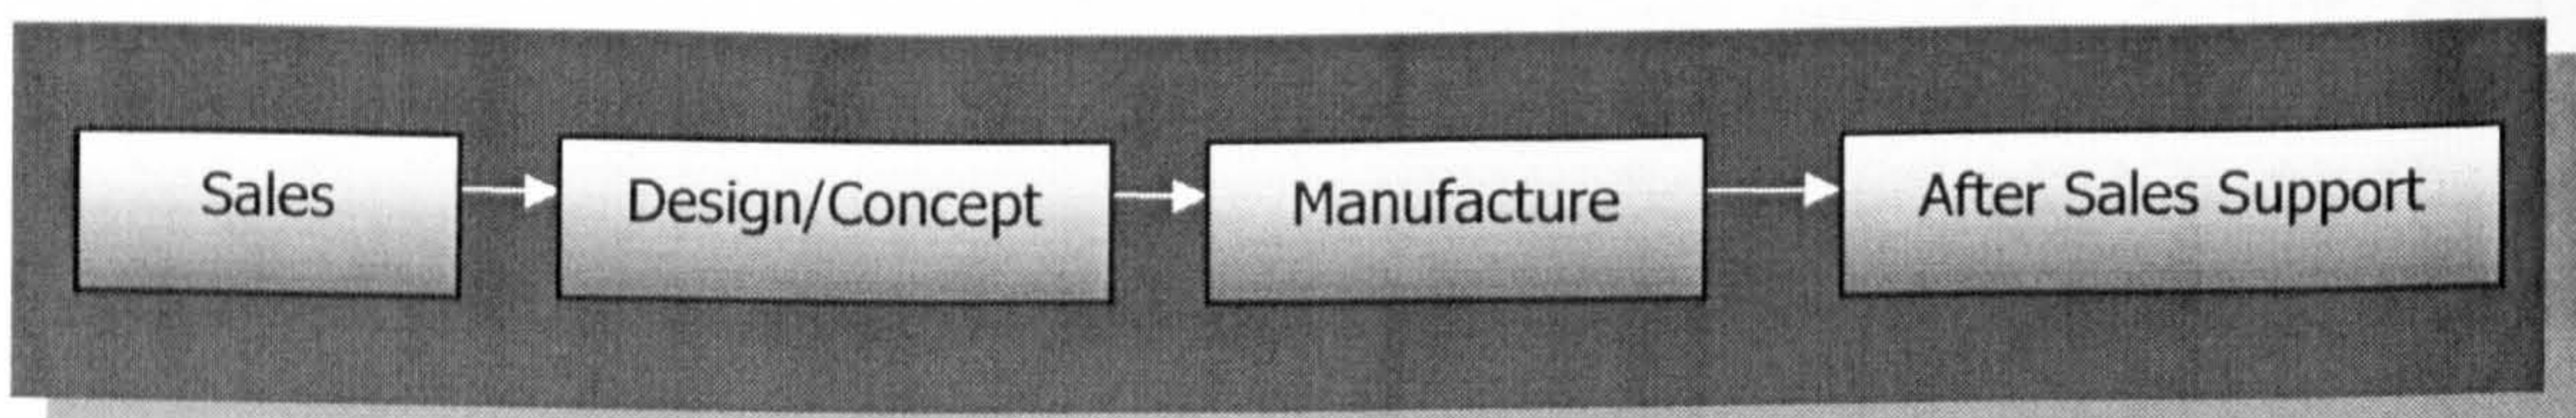 Sales
Design/Concept
Manufacture
After Sales Support